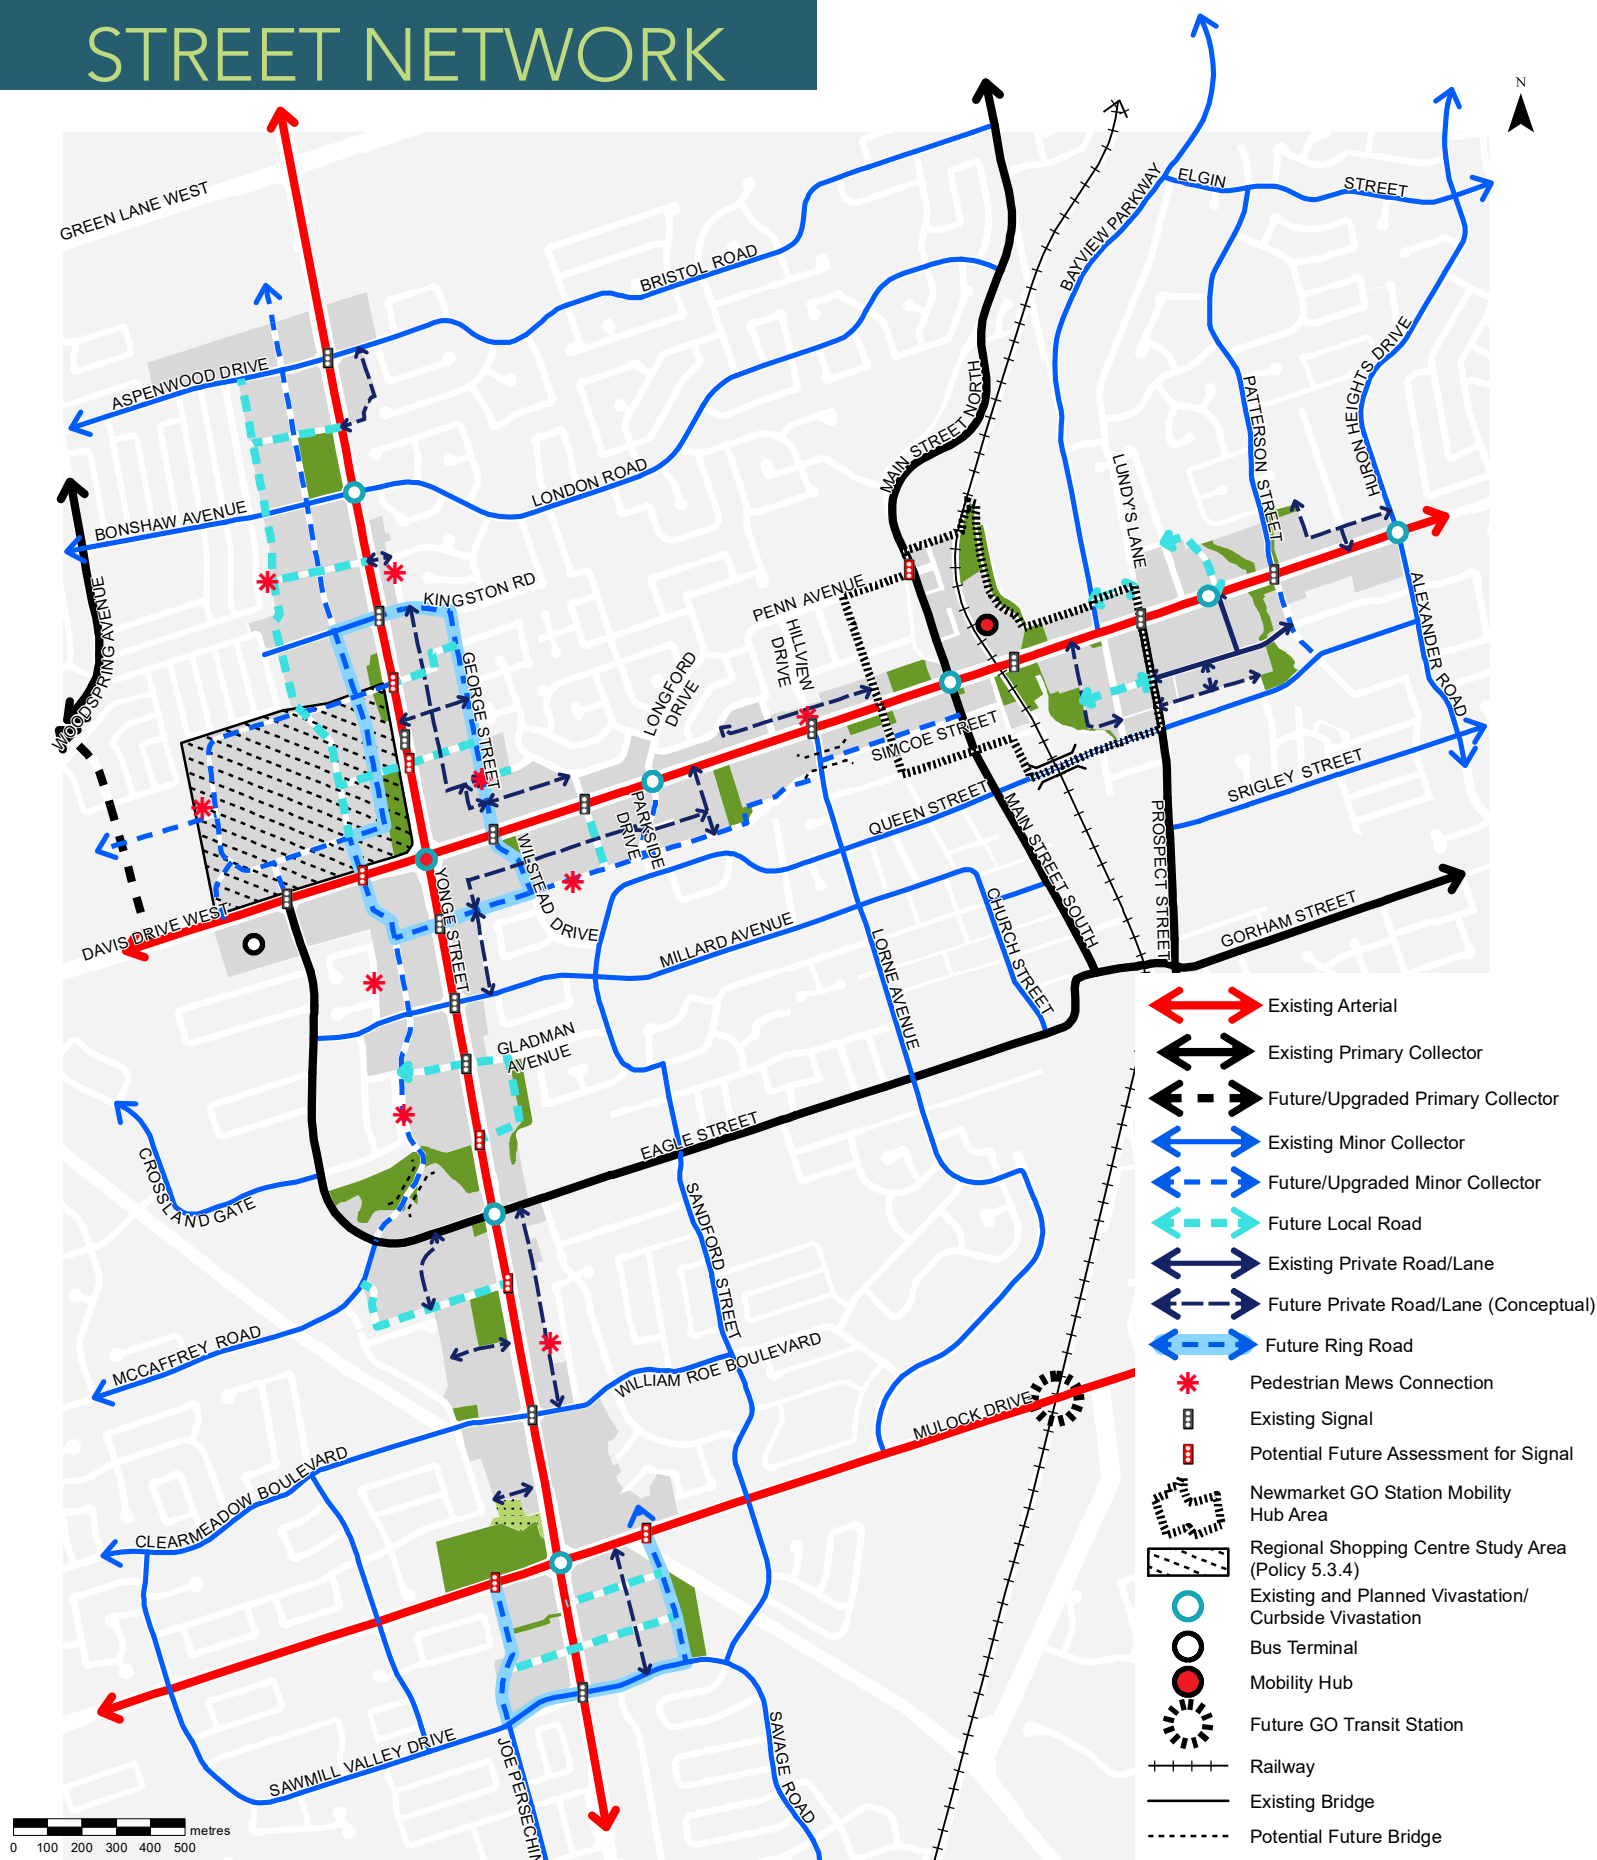 STREET NETWORK
N
GREEN LANE WEST
ELGIN
STREET
BAYVIEW PARKWAY
BRISTOL ROAD
ASPENWOOD DRIVE
HURON HEIGHTS DRIVE
MAIN STREET NORTH
PATTERSON STREET
LONDON ROAD
LUNDY'S LANE
BONSHAW AVENUE
KINGSTON RD
PENN AVENUE
WOODSPRING AVENUE
HILLVIEW
DRIVE
ALEXANDER ROAD
GEORGE STREET
LONGFORD
DRIVE
SIMCOE STREET
SRIGLEY STREET
QUEEN STREET
PARKSIDE
DRIVE
MAIN STREET SOUTH
PROSPECT STREET
WILSTEAD DRIVE
YONGE STREET
DAVIS DRIVE WEST
CHURCH STREET
GORHAM STREET
MILLARD AVENUE
LORNE AVENUE
GLADMAN
AVENUE
EAGLE STREET
CROSSLAND GATE
SANDFORD STREET
MCCAFFREY ROAD
WILLIAM ROE BOULEVARD
MULOCK DRIVE
CLEARMEADOW BOULEVARD
SAWMILL VALLEY DRIVE
JOE PERSECHIN
SAVAGE ROAD
Existing Arterial
Existing Primary Collector
Future/Upgraded Primary Collector
Existing Minor Collector
Future/Upgraded Minor Collector
Future Local Road
Existing Private Road/Lane
Future Private Road/Lane (Conceptual)
Future Ring Road
Pedestrian Mews Connection
Existing Signal
Potential Future Assessment for Signal
Newmarket GO Station Mobility
Hub Area
Regional Shopping Centre Study Area
(Policy 5.3.4)
Existing and Planned Vivastation/
Curbside Vivastation
Bus Terminal
Mobility Hub
Future GO Transit Station
Railway
Existing Bridge
Potential Future Bridge
metres
0 100 200 300 400 500